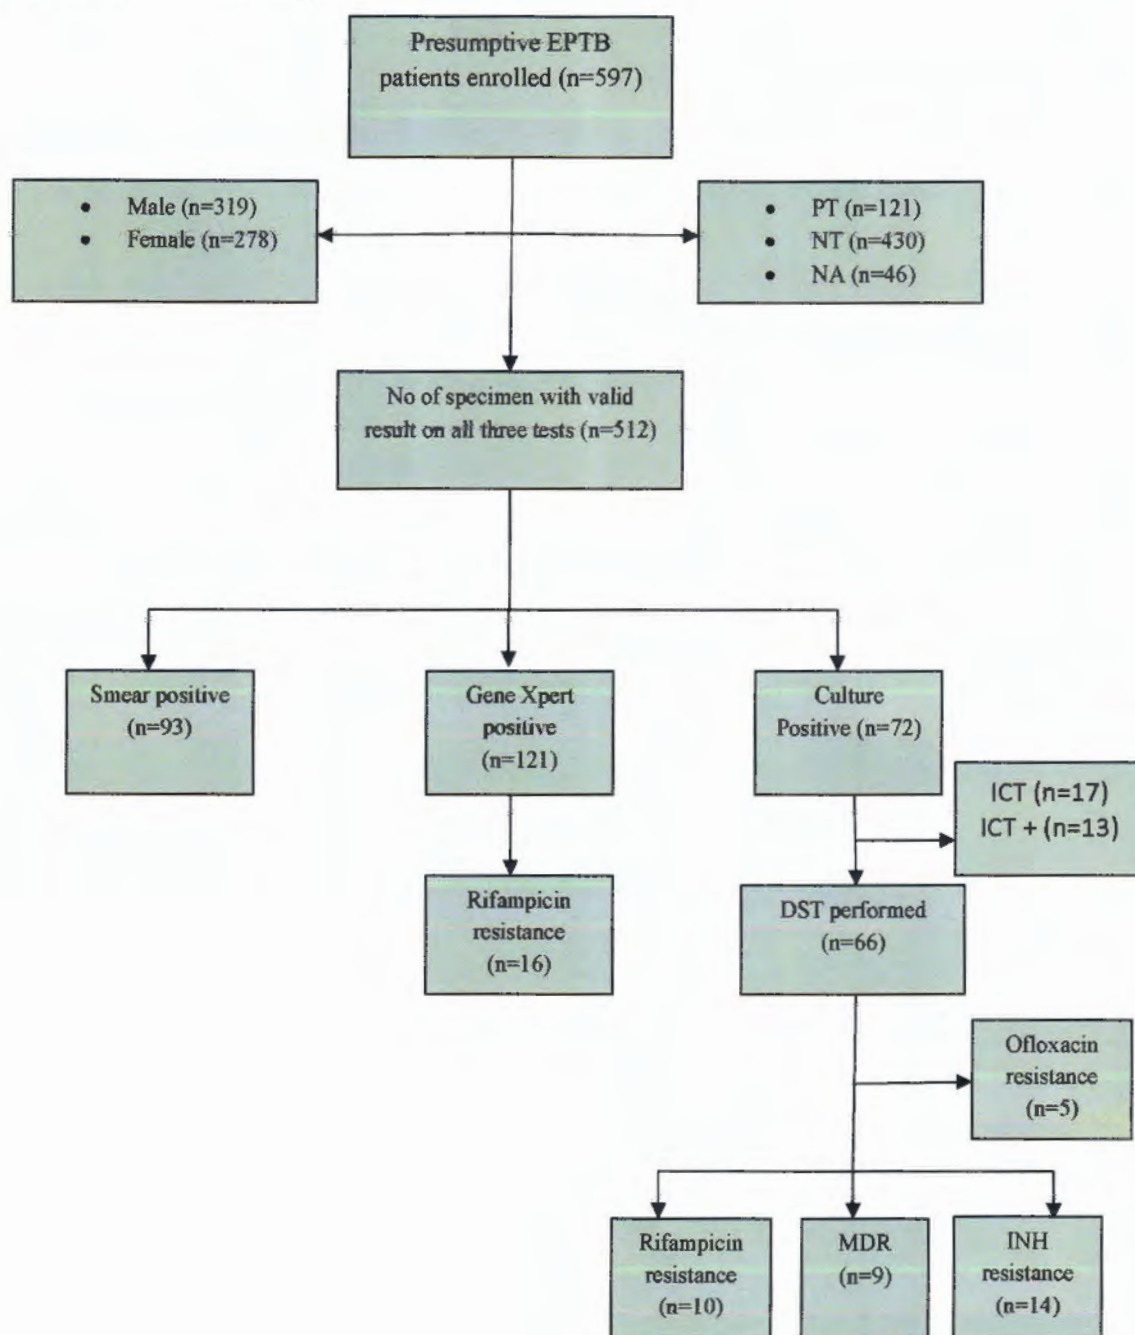 Presumptive EPTB
patients enrolled (n=597)
• Male (n=319)
• Female (n=278)
• PT (n=121)
• NT (n=430)
• NA (n=46)
No of specimen with valid
result on all three tests (n=512)
Smear positive
(n=93)
Gene Xpert
positive
(n=121)
Culture
Positive (n=72)
ICT (n=17)
ICT + (n=13)
Rifampicin
resistance
(n=16)
DST performed
(n=66)
Ofloxacin
resistance
(n=5)
Rifampicin
resistance
(n=10)
MDR
(n=9)
INH
resistance
(n=14)